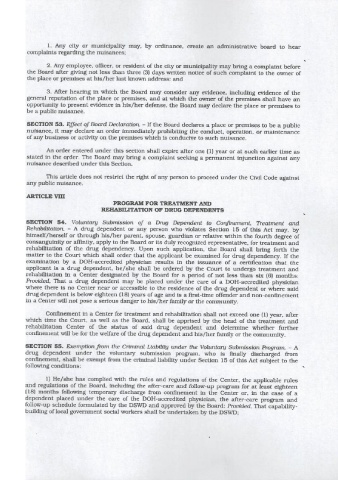 1. Any city or municipality may, by ordinance, create an administrative board to hear
complaints regarding the nuisances;
2. Any employee, officer, or resident of the city or municipality may bring a complaint before
the Board after giving not less than three (3) days written notice of such complaint to the owner of
the place or premises at his/her last known address; and
3. After hearing in which the Board may consider any evidence, including evidence of the
general reputation of the place or premises, and at which the owner of the premises shall have an
opportunity to present evidence in his/her defense, the Board may declare the place or premises to
be a public nuisance.
SECTION 53. Effect of Board Declaration. – If the Board declares a place or premises to be a public
nuisance, it may declare an order immediately prohibiting the conduct, operation, or maintenance
of any business or activity on the premises which is conducive to such nuisance.
An order entered under this section shall expire after one (1) year or at such earlier time as
stated in the order. The Board may bring a complaint seeking a permanent injunction against any
nuisance described under this Section.
This article does not restrict the right of any person to proceed under the Civil Code against
any public nuisance.
ARTICLE VIII
PROGRAM FOR TREATMENT AND
REHABILITATION OF DRUG DEPENDENTS
SECTION 54. Voluntary Submission of a Drug Dependent to Confinement, Treatment and
Rehabilitation. – A drug dependent or any person who violates Section 15 of this Act may, by
himself/herself or through his/her parent, spouse, guardian or relative within the fourth degree of
consanguinity or affinity, apply to the Board or its duly recognized representative, for treatment and
rehabilitation of the drug dependency. Upon such application, the Board shall bring forth the
matter to the Court which shall order that the applicant be examined for drug dependency. If the
examination by a DOH-accredited physician results in the issuance of a certification that the
applicant is a drug dependent, he/she shall be ordered by the Court to undergo treatment and
rehabilitation in a Center designated by the Board for a period of not less than six (6) months:
Provided, That a drug dependent may be placed under the care of a DOH-accredited physician
where there is no Center near or accessible to the residence of the drug dependent or where said
drug dependent is below eighteen (18) years of age and is a first-time offender and non-confinement
in a Center will not pose a serious danger to his/her family or the community.
Confinement in a Center for treatment and rehabilitation shall not exceed one (1) year, after
which time the Court, as well as the Board, shall be apprised by the head of the treatment and
rehabilitation Center of the status of said drug dependent and determine whether further
confinement will be for the welfare of the drug dependent and his/her family or the community.
SECTION 55. Exemption from the Criminal Liability under the Voluntary Submission Program. – A
drug dependent under the voluntary submission program, who is finally discharged from
confinement, shall be exempt from the criminal liability under Section 15 of this Act subject to the
following conditions:
1) He/she has complied with the rules and regulations of the Center, the applicable rules
and regulations of the Board, including the after-care and follow-up program for at least eighteen
(18) months following temporary discharge from confinement in the Center or, in the case of a
dependent placed under the care of the DOH-accredited physician, the after-care program and
follow-up schedule formulated by the DSWD and approved by the Board: Provided, That capability-
building of local government social workers shall be undertaken by the DSWD.